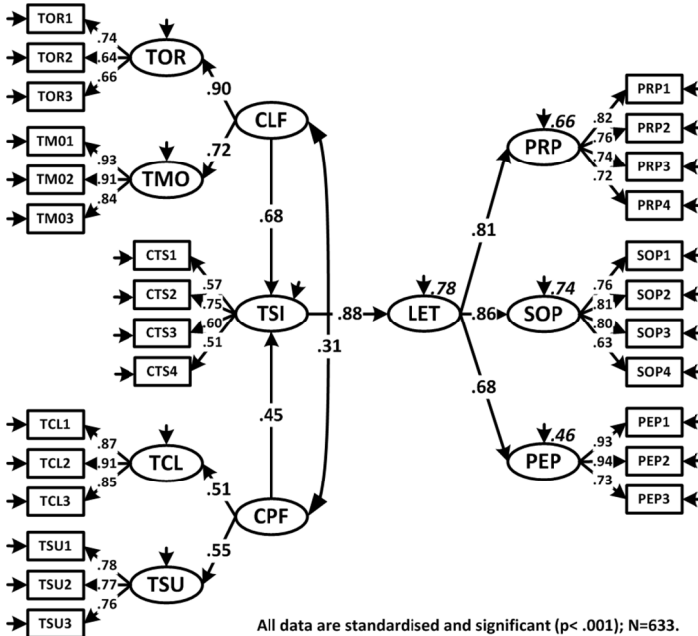 TOR1
.74
TOR2
.64
TOR
TOR3
.66
.90
CLF
TM01
.93
.72
TM02
.91
TMO
TM03
.84
.68
CTS1
.57
CTS2
.75
CTS3
.60
CTS4
.51
TSI
.88
LET
.78
.31
.45
TCL1
.87
TCL2
.91
TCL
TCL3
.85
.51
CPF
.55
TSU1
.78
TSU2
.77
TSU
TSU3
.76
.81
.86
.68
.66
PRP
.82
PRP1
.76
PRP2
.74
PRP3
.72
PRP4
.74
SOP
.76
SOP1
.81
SOP2
.80
SOP3
.63
SOP4
.46
PEP
.93
PEP1
.94
PEP2
.73
PEP3
All data are standardised and significant (p< .001); N=633.